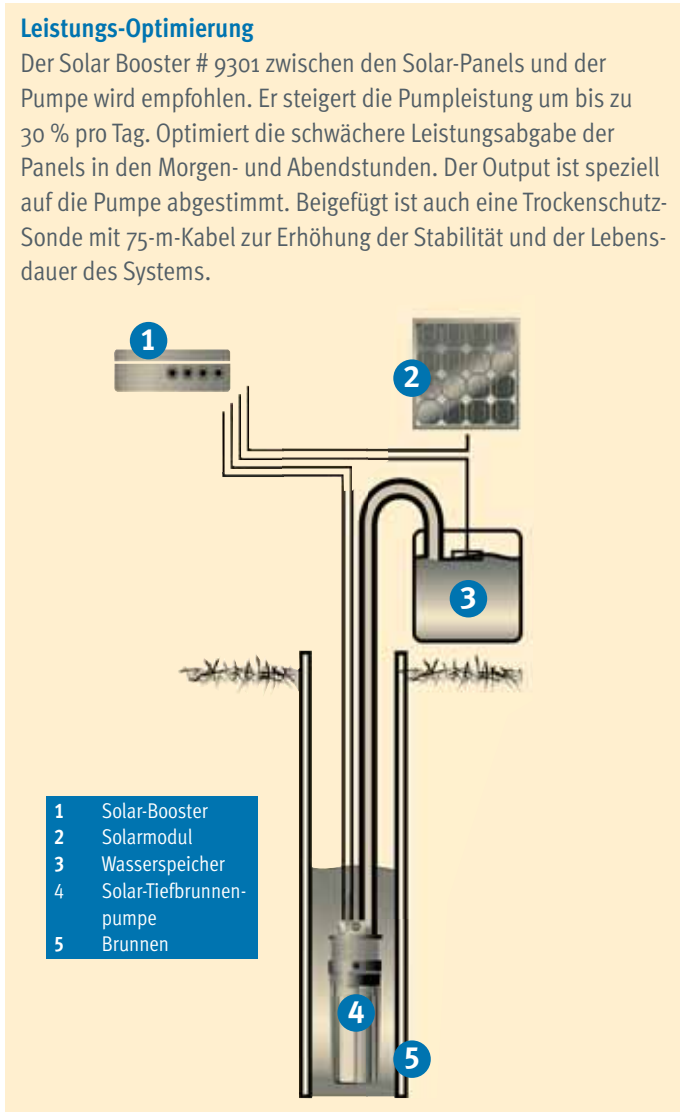 Leistungs-Optimierung
Der Solar Booster # 9301 zwischen den Solar-Panels und der
Pumpe wird empfohlen. Er steigert die Pumpleistung um bis zu
30 % pro Tag. Optimiert die schwächere Leistungsabgabe der
Panels in den Morgen- und Abendstunden. Der Output ist speziell
auf die Pumpe abgestimmt. Beigefügt ist auch eine Trockenschutz-
Sonde mit 75-m-Kabel zur Erhöhung der Stabilität und der Lebens-
dauer des Systems.
1
2
3
1 Solar-Booster
2 Solarmodul
3 Wasserspeicher
4 Solar-Tiefbrunnen-
pumpe
5 Brunnen
4
5